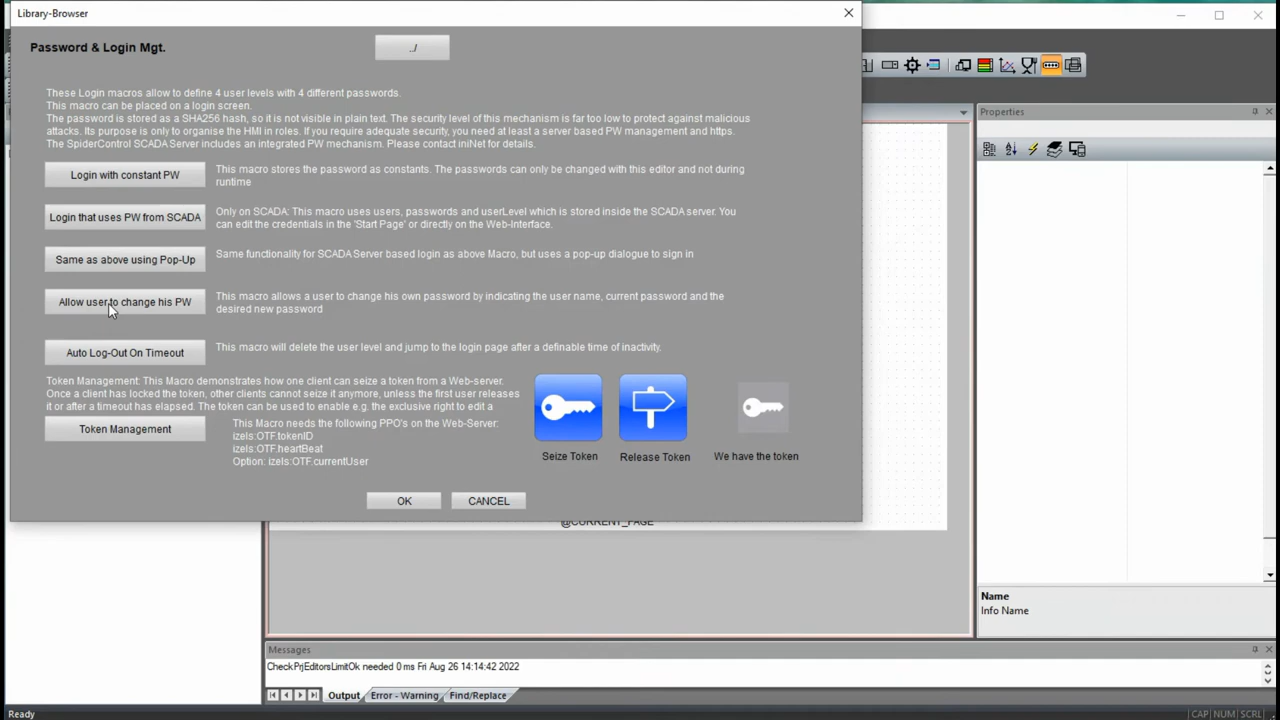 Library-Browser
Password & Login Mgt.
../
These Login macros allow to define 4 user levels with 4 different passwords.
This macro can be placed on a login screen.
The password is stored as a SHA256 hash, so it is not visible in plain text. The security level of this mechanism is far too low to protect against malicious
attacks. Its purpose is only to organise the HMI in roles. If you require adequate security, you need at least a server based PW management and https.
The SpiderControl SCADA Server includes an integrated PW mechanism. Please contact iniNet for details.
Login with constant PW
This macro stores the password as constants. The passwords can only be changed with this editor and not during
runtime
Login that uses PW from SCADA
Only on SCADA: This macro uses users, passwords and userLevel which is stored inside the SCADA server. You
can edit the credentials in the 'Start Page' or directly on the Web-Interface.
Same as above using Pop-Up
Same functionality for SCADA Server based login as above Macro, but uses a pop-up dialogue to sign in
Allow user to change his PW
This macro allows a user to change his own password by indicating the user name, current password and the
desired new password
Auto Log-Out On Timeout
This macro will delete the user level and jump to the login page after a definable time of inactivity.
Token Management: This Macro demonstrates how one client can seize a token from a Web-server.
Once a client has locked the token, other clients cannot seize it anymore, unless the first user releases
it or after a timeout has elapsed. The token can be used to enable e.g. the exclusive right to edit a
Token Management
This Macro needs the following PPO's on the Web-Server:
izels:OTF.tokenID
izels:OTF.heartBeat
Option: izels:OTF.currentUser
Seize Token
Release Token
We have the token
OK
CANCEL
@CURRENT_PAGE
Properties
Name
Info Name
Messages
CheckPrjEditorsLimitOk needed 0 ms Fri Aug 26 14:14:42 2022
Output
Error - Warning
Find/Replace
Ready
CAP NUM SCRL